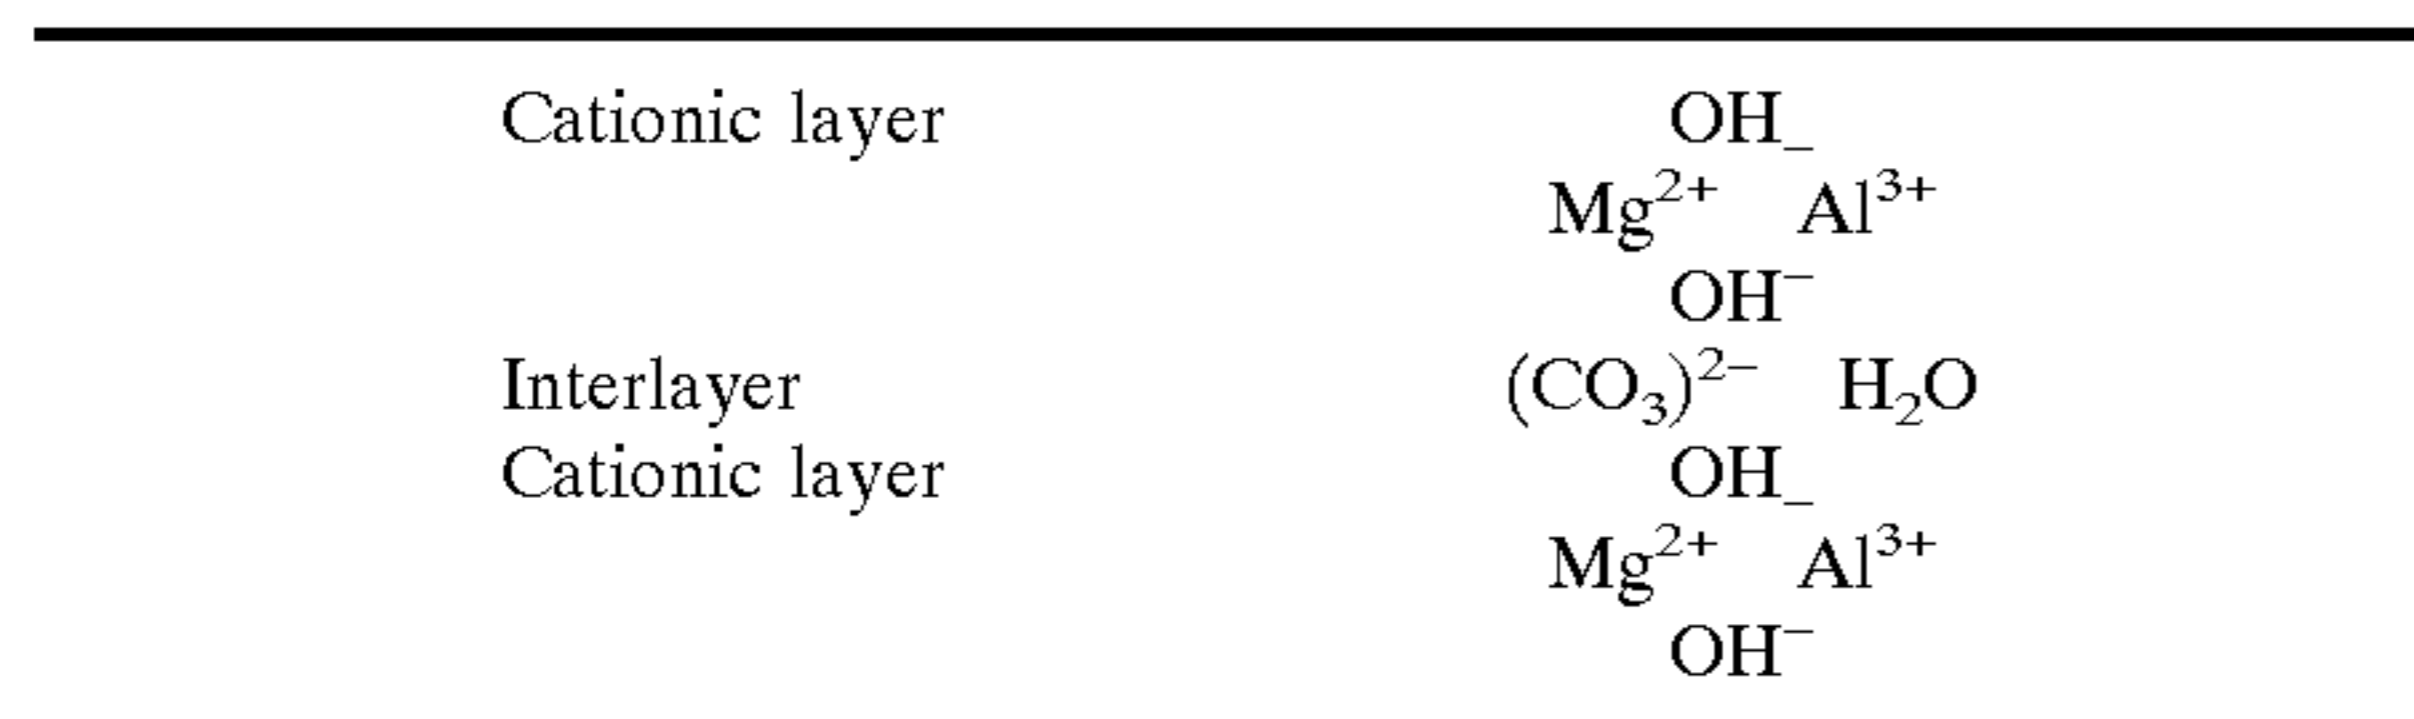 Cationic layer OH_
Mg²⁺ Al³⁺
OH⁻
Interlayer (CO₃)²⁻ H₂O
Cationic layer OH_
Mg²⁺ Al³⁺
OH⁻